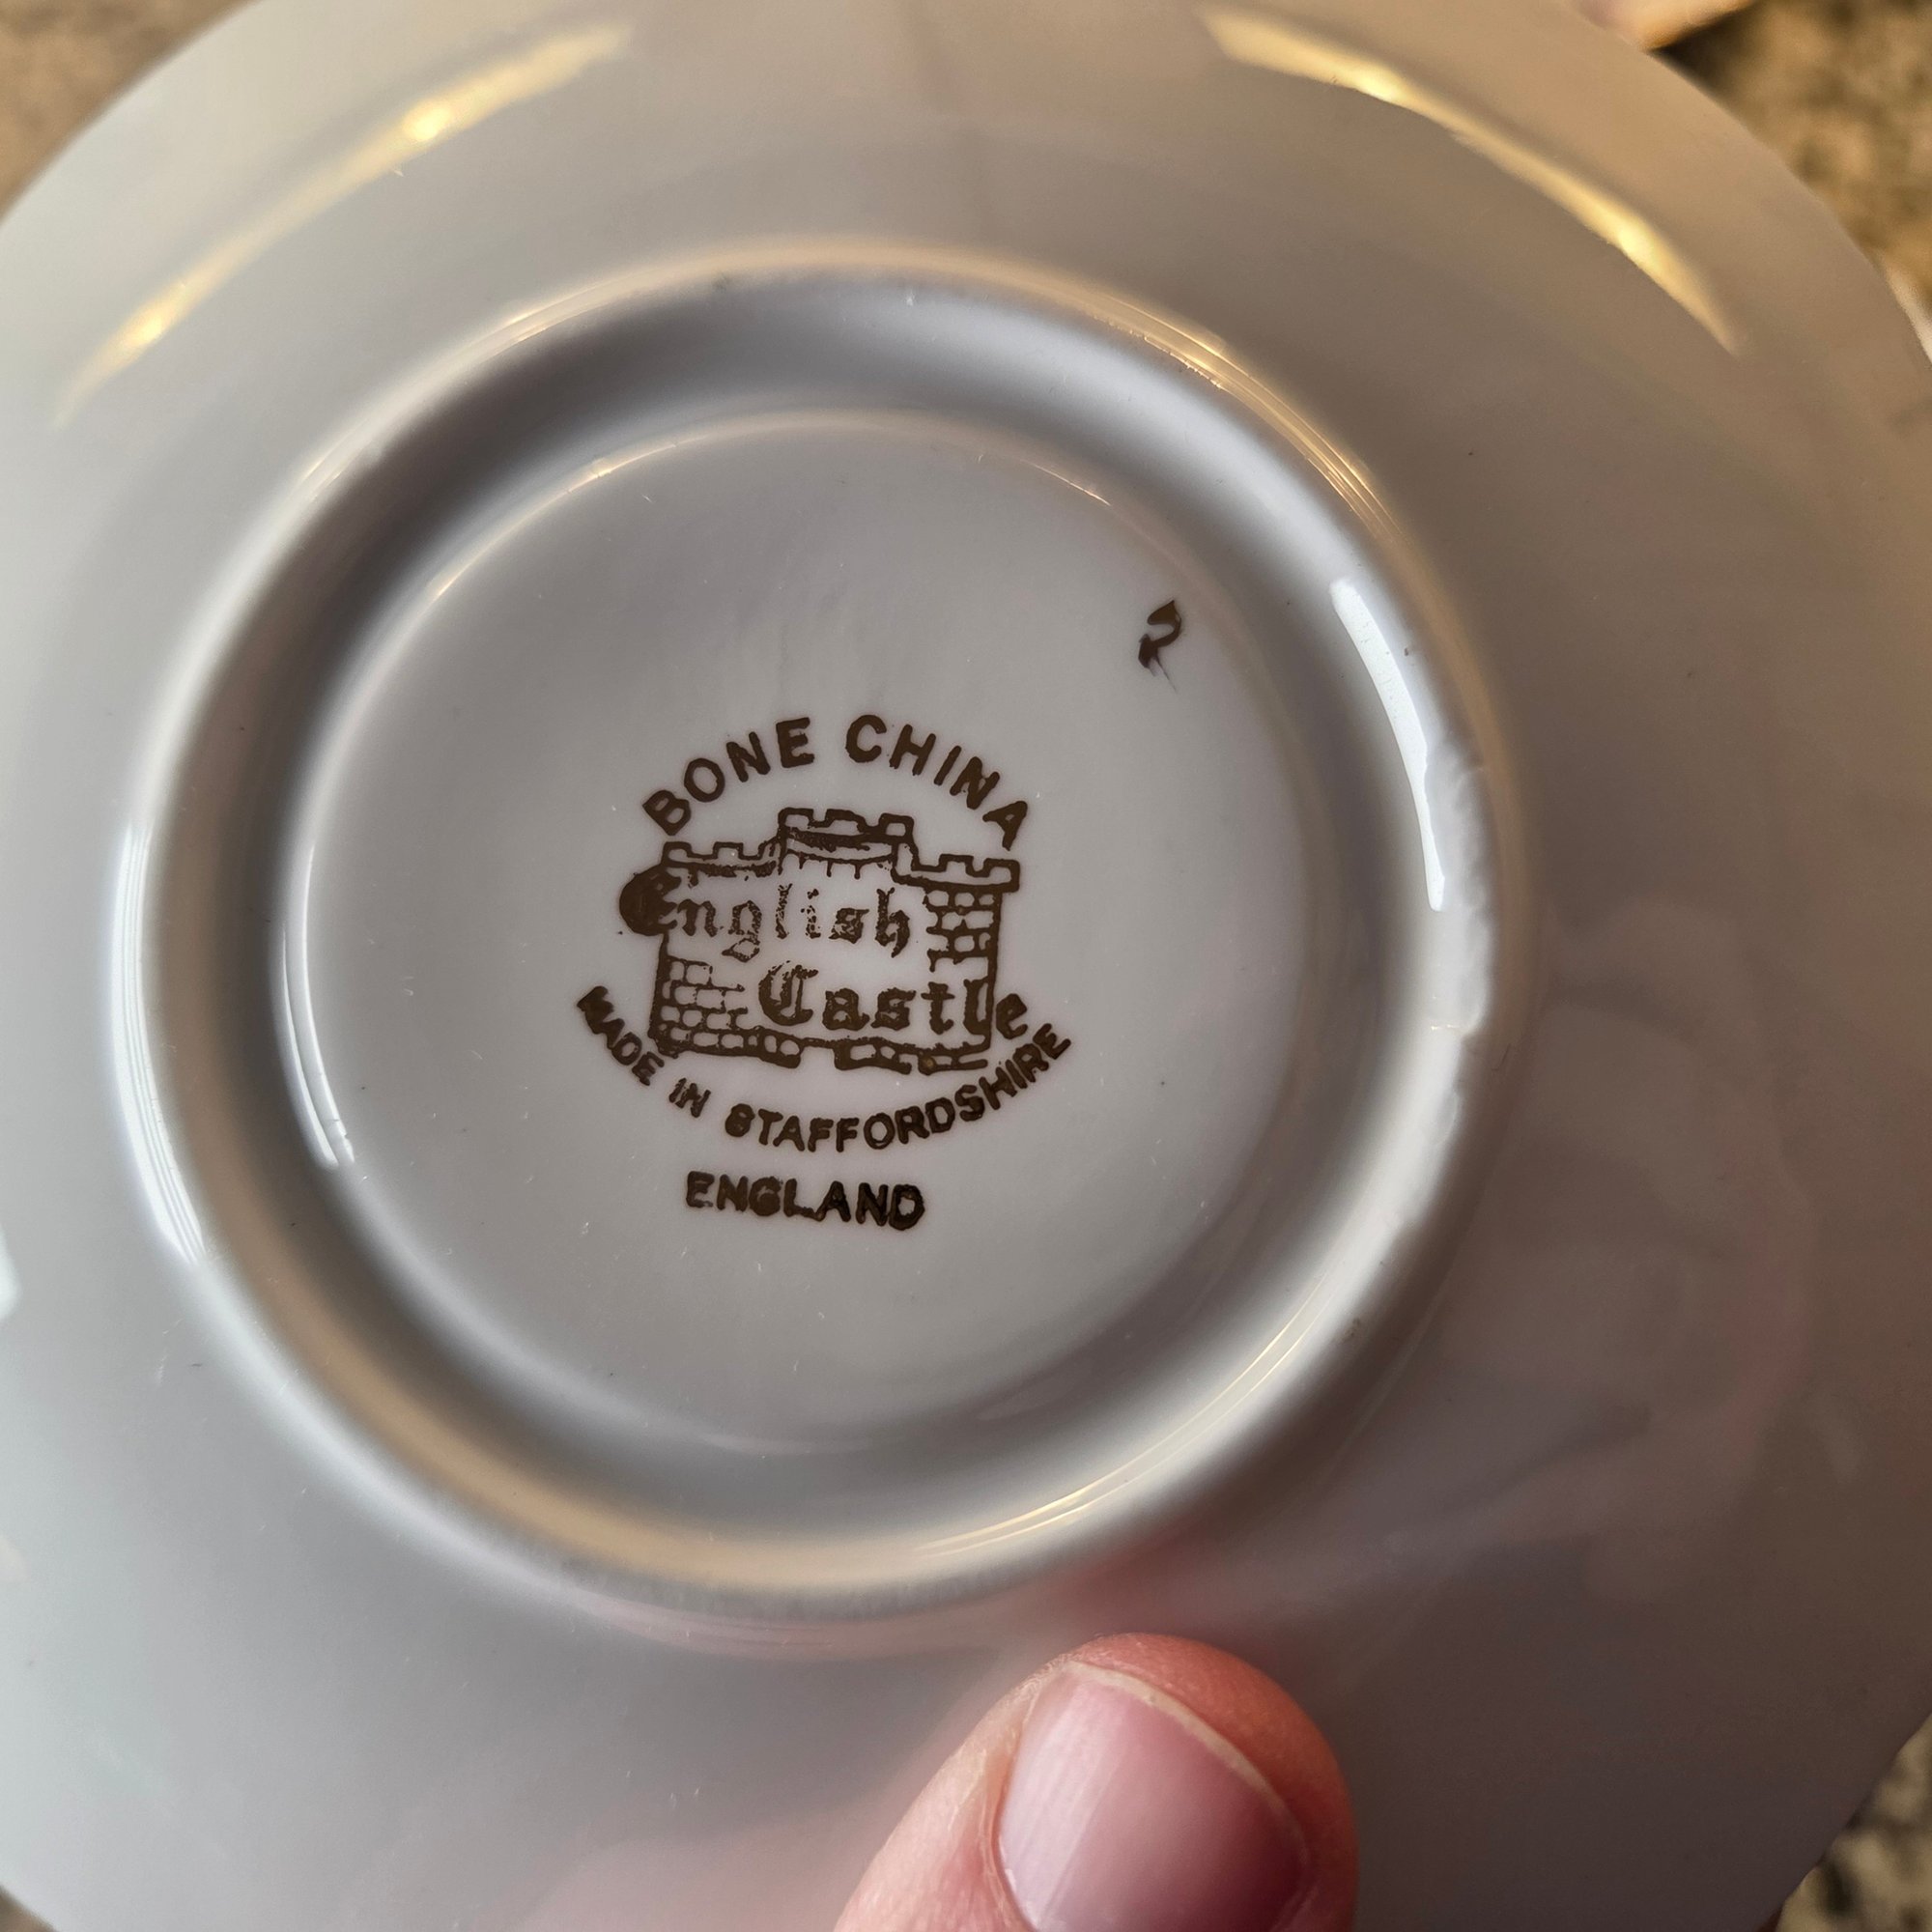 R
BONE CHINA
English
Castle
MADE IN STAFFORDSHIRE
ENGLAND